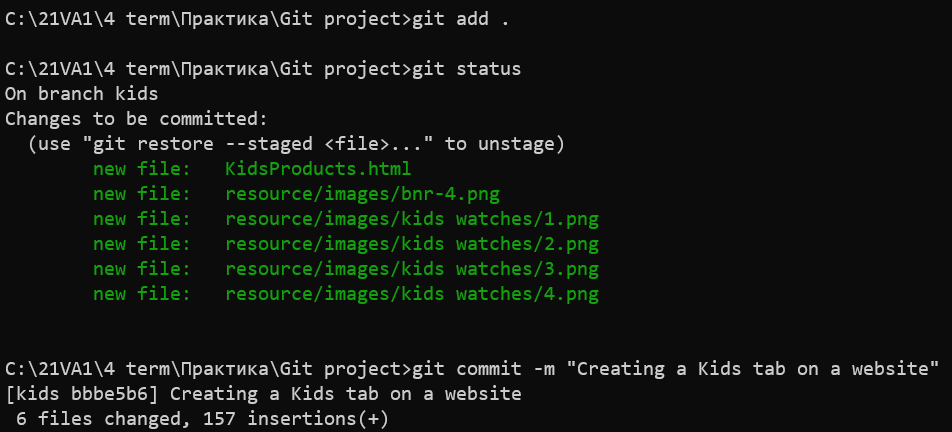 C:\21VA1\4 term\Практика\Git project>git add .
C:\21VA1\4 term\Практика\Git project>git status
On branch kids
Changes to be committed:
  (use "git restore --staged <file>..." to unstage)
        new file:   KidsProducts.html
        new file:   resource/images/bnr-4.png
        new file:   resource/images/kids watches/1.png
        new file:   resource/images/kids watches/2.png
        new file:   resource/images/kids watches/3.png
        new file:   resource/images/kids watches/4.png
C:\21VA1\4 term\Практика\Git project>git commit -m "Creating a Kids tab on a website"
[kids bbbe5b6] Creating a Kids tab on a website
 6 files changed, 157 insertions(+)